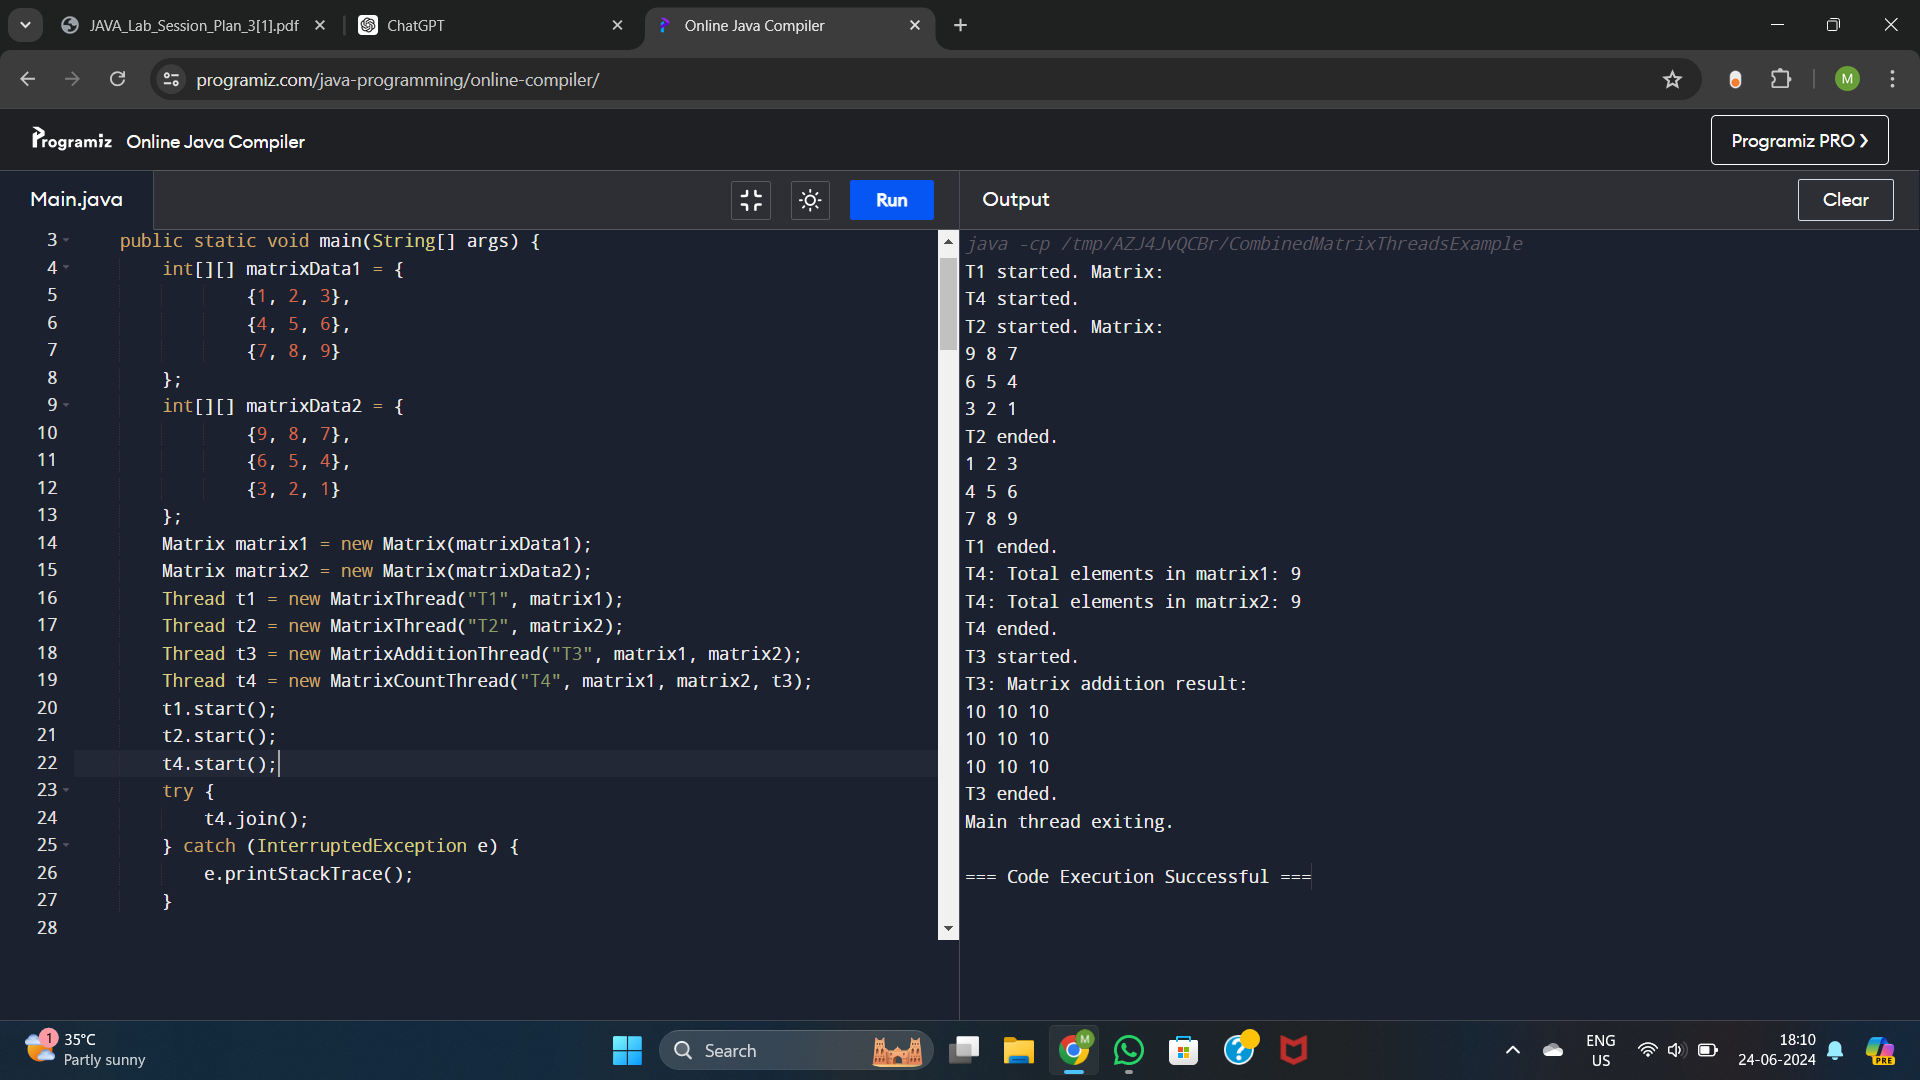 JAVA_Lab_Session_Plan_3[1].pdf
ChatGPT
Online Java Compiler
programiz.com/java-programming/online-compiler/
M
Programiz
Online Java Compiler
Programiz PRO
Main.java
Run
Output
Clear
3 public static void main(String[] args) {
4 int[][] matrixData1 = {
5 {1, 2, 3},
6 {4, 5, 6},
7 {7, 8, 9}
8 };
9 int[][] matrixData2 = {
10 {9, 8, 7},
11 {6, 5, 4},
12 {3, 2, 1}
13 };
14 Matrix matrix1 = new Matrix(matrixData1);
15 Matrix matrix2 = new Matrix(matrixData2);
16 Thread t1 = new MatrixThread("T1", matrix1);
17 Thread t2 = new MatrixThread("T2", matrix2);
18 Thread t3 = new MatrixAdditionThread("T3", matrix1, matrix2);
19 Thread t4 = new MatrixCountThread("T4", matrix1, matrix2, t3);
20 t1.start();
21 t2.start();
22 t4.start();
23 try {
24 t4.join();
25 } catch (InterruptedException e) {
26 e.printStackTrace();
27 }
28
java -cp /tmp/AZJ4JvQCBr/CombinedMatrixThreadsExample
T1 started. Matrix:
T4 started.
T2 started. Matrix:
9 8 7
6 5 4
3 2 1
T2 ended.
1 2 3
4 5 6
7 8 9
T1 ended.
T4: Total elements in matrix1: 9
T4: Total elements in matrix2: 9
T4 ended.
T3 started.
T3: Matrix addition result:
10 10 10
10 10 10
10 10 10
T3 ended.
Main thread exiting.
=== Code Execution Successful ===
1
35°C
Partly sunny
Search
M
ENG
US
18:10
24-06-2024
PRE